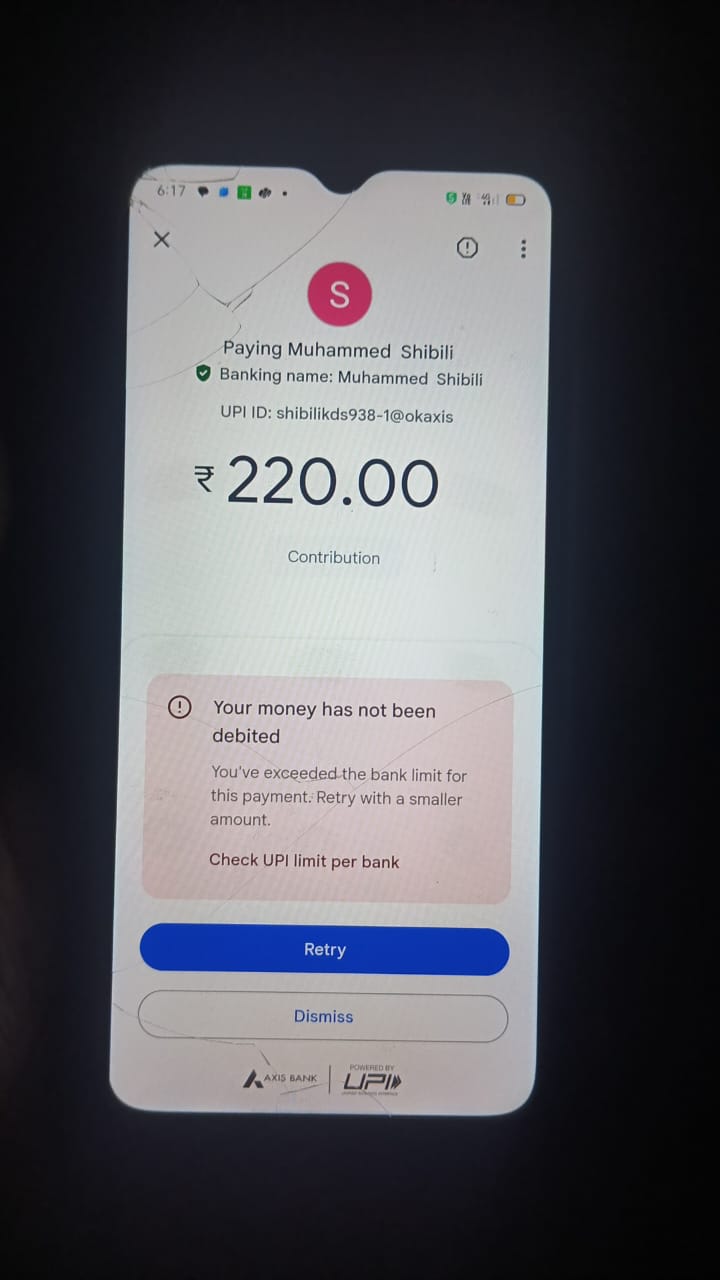 6:17
S
Paying Muhammed Shibili
Banking name: Muhammed Shibili
UPI ID: shibilikds938-1@okaxis
₹ 220.00
Contribution
Your money has not been
debited
You've exceeded the bank limit for
this payment. Retry with a smaller
amount.
Check UPI limit per bank
Retry
Dismiss
AXIS BANK
POWERED BY
UPI